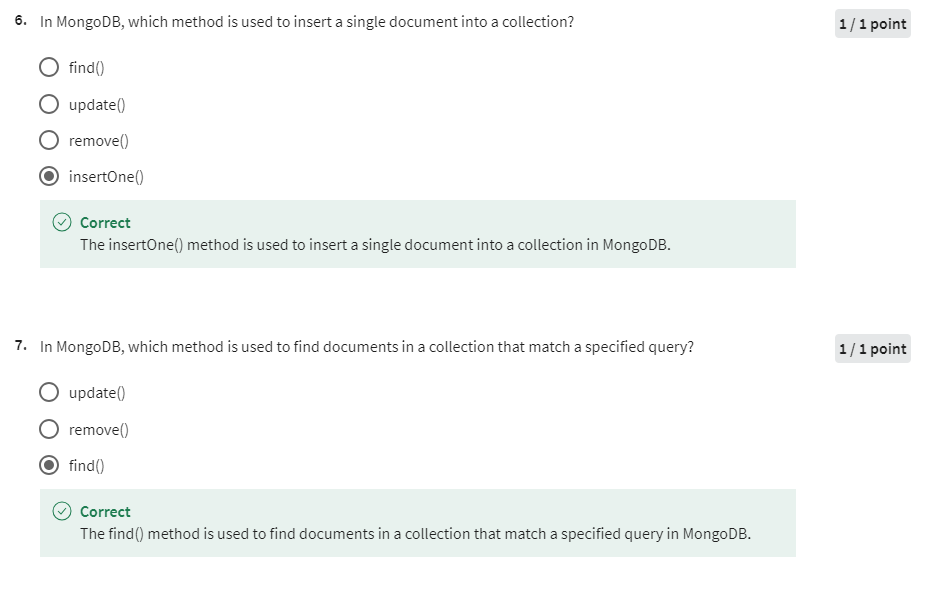 6. In MongoDB, which method is used to insert a single document into a collection?
1 / 1 point
find()
update()
remove()
insertOne()
Correct
The insertOne() method is used to insert a single document into a collection in MongoDB.
7. In MongoDB, which method is used to find documents in a collection that match a specified query?
1 / 1 point
update()
remove()
find()
Correct
The find() method is used to find documents in a collection that match a specified query in MongoDB.